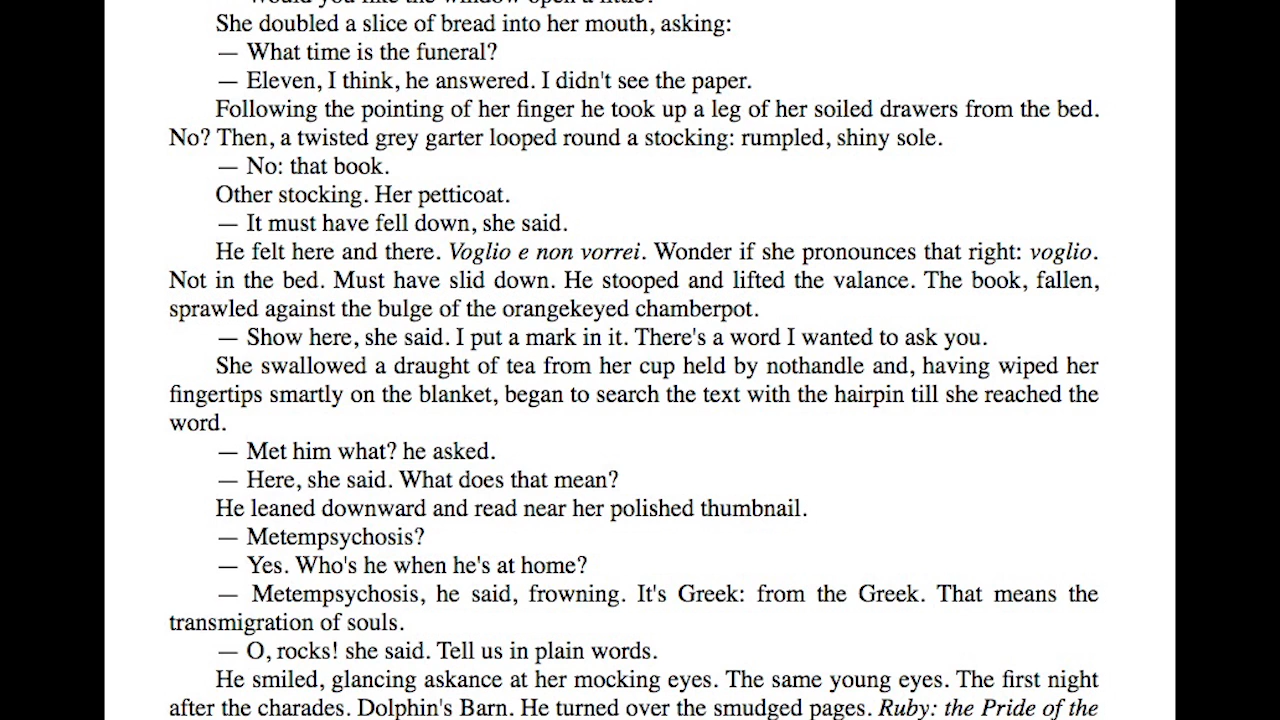 Would you like the window open a little?
She doubled a slice of bread into her mouth, asking:
— What time is the funeral?
— Eleven, I think, he answered. I didn't see the paper.
Following the pointing of her finger he took up a leg of her soiled drawers from the bed.
No? Then, a twisted grey garter looped round a stocking: rumpled, shiny sole.
— No: that book.
Other stocking. Her petticoat.
— It must have fell down, she said.
He felt here and there. Voglio e non vorrei. Wonder if she pronounces that right: voglio.
Not in the bed. Must have slid down. He stooped and lifted the valance. The book, fallen,
sprawled against the bulge of the orangekeyed chamberpot.
— Show here, she said. I put a mark in it. There's a word I wanted to ask you.
She swallowed a draught of tea from her cup held by nothandle and, having wiped her
fingertips smartly on the blanket, began to search the text with the hairpin till she reached the
word.
— Met him what? he asked.
— Here, she said. What does that mean?
He leaned downward and read near her polished thumbnail.
— Metempsychosis?
— Yes. Who's he when he's at home?
— Metempsychosis, he said, frowning. It's Greek: from the Greek. That means the
transmigration of souls.
— O, rocks! she said. Tell us in plain words.
He smiled, glancing askance at her mocking eyes. The same young eyes. The first night
after the charades. Dolphin's Barn. He turned over the smudged pages. Ruby: the Pride of the